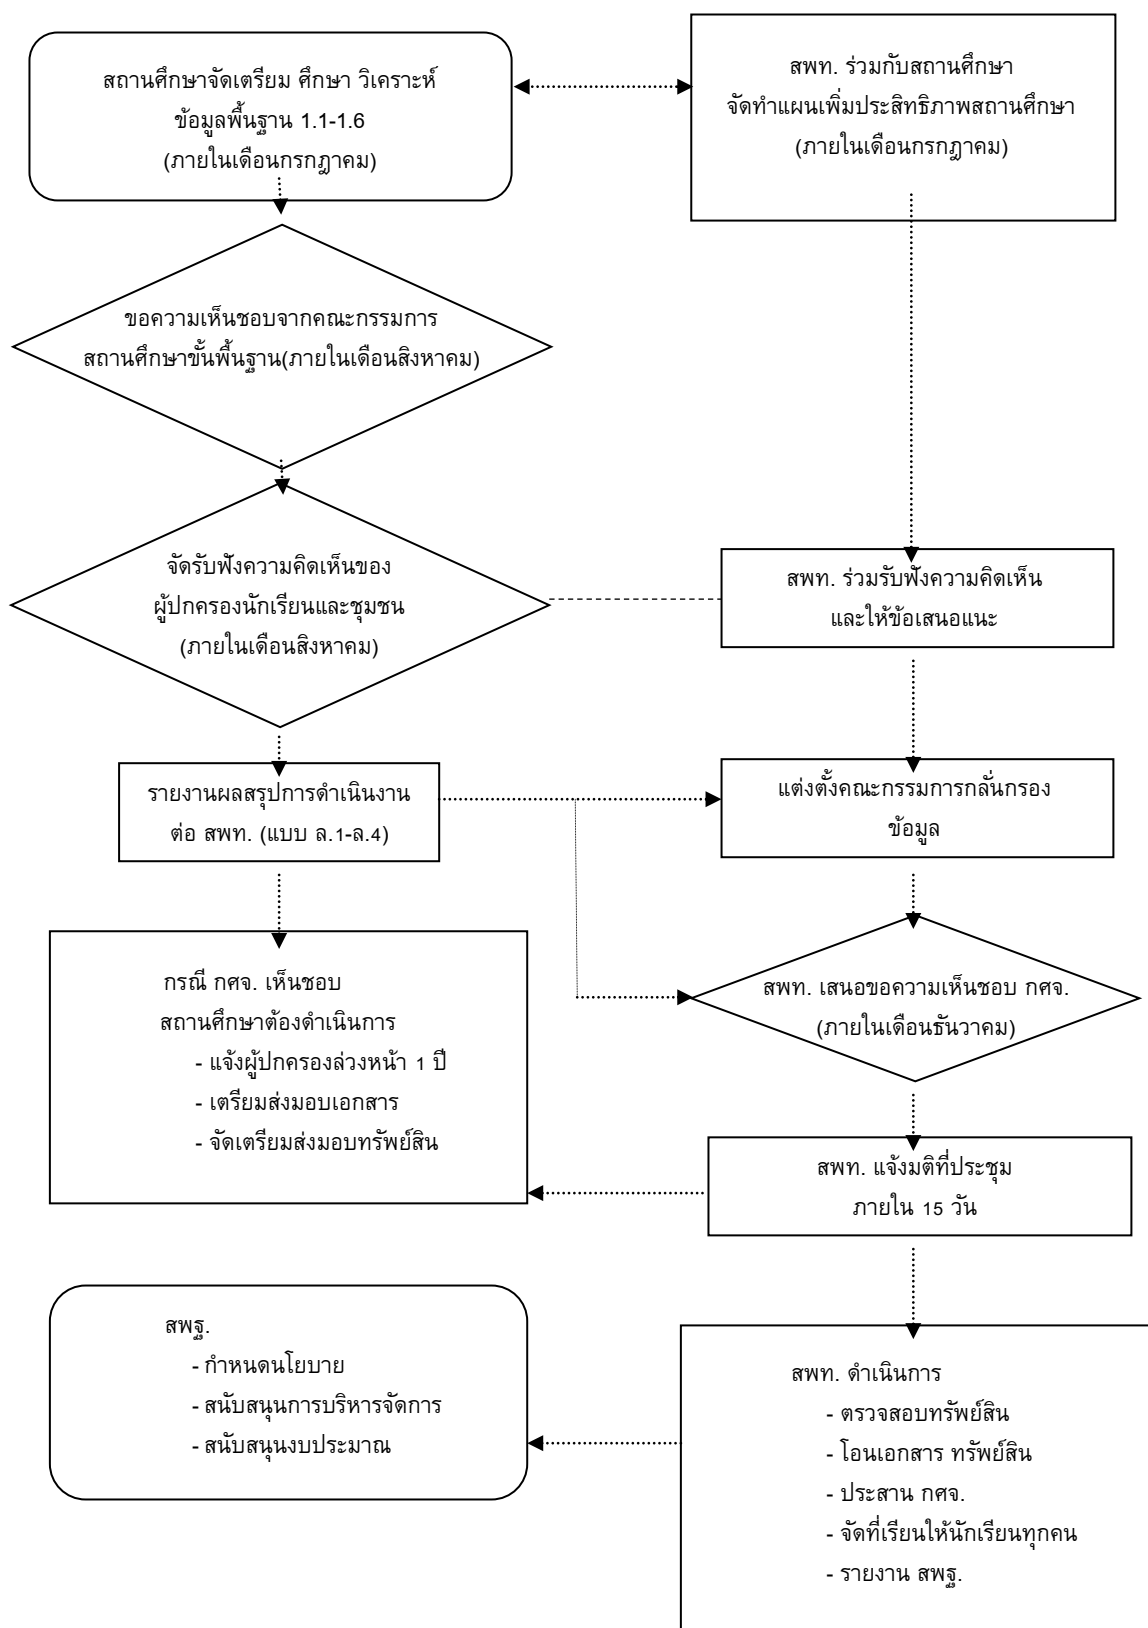 สถานศึกษาจัดเตรียม ศึกษา วิเคราะห์
ข้อมูลพื้นฐาน 1.1-1.6
(ภายในเดือนกรกฎาคม)
สพท. ร่วมกับสถานศึกษา
จัดทำแผนเพิ่มประสิทธิภาพสถานศึกษา
(ภายในเดือนกรกฎาคม)
ขอความเห็นชอบจากคณะกรรมการ
สถานศึกษาขั้นพื้นฐาน(ภายในเดือนสิงหาคม)
จัดรับฟังความคิดเห็นของ
ผู้ปกครองนักเรียนและชุมชน
(ภายในเดือนสิงหาคม)
สพท. ร่วมรับฟังความคิดเห็น
และให้ข้อเสนอแนะ
รายงานผลสรุปการดำเนินงาน
ต่อ สพท. (แบบ ล.1-ล.4)
แต่งตั้งคณะกรรมการกลั่นกรอง
ข้อมูล
กรณี กศจ. เห็นชอบ
สถานศึกษาต้องดำเนินการ
- แจ้งผู้ปกครองล่วงหน้า 1 ปี
- เตรียมส่งมอบเอกสาร
- จัดเตรียมส่งมอบทรัพย์สิน
สพท. เสนอขอความเห็นชอบ กศจ.
(ภายในเดือนธันวาคม)
สพท. แจ้งมติที่ประชุม
ภายใน 15 วัน
สพฐ.
- กำหนดนโยบาย
- สนับสนุนการบริหารจัดการ
- สนับสนุนงบประมาณ
สพท. ดำเนินการ
- ตรวจสอบทรัพย์สิน
- โอนเอกสาร ทรัพย์สิน
- ประสาน กศจ.
- จัดที่เรียนให้นักเรียนทุกคน
- รายงาน สพฐ.